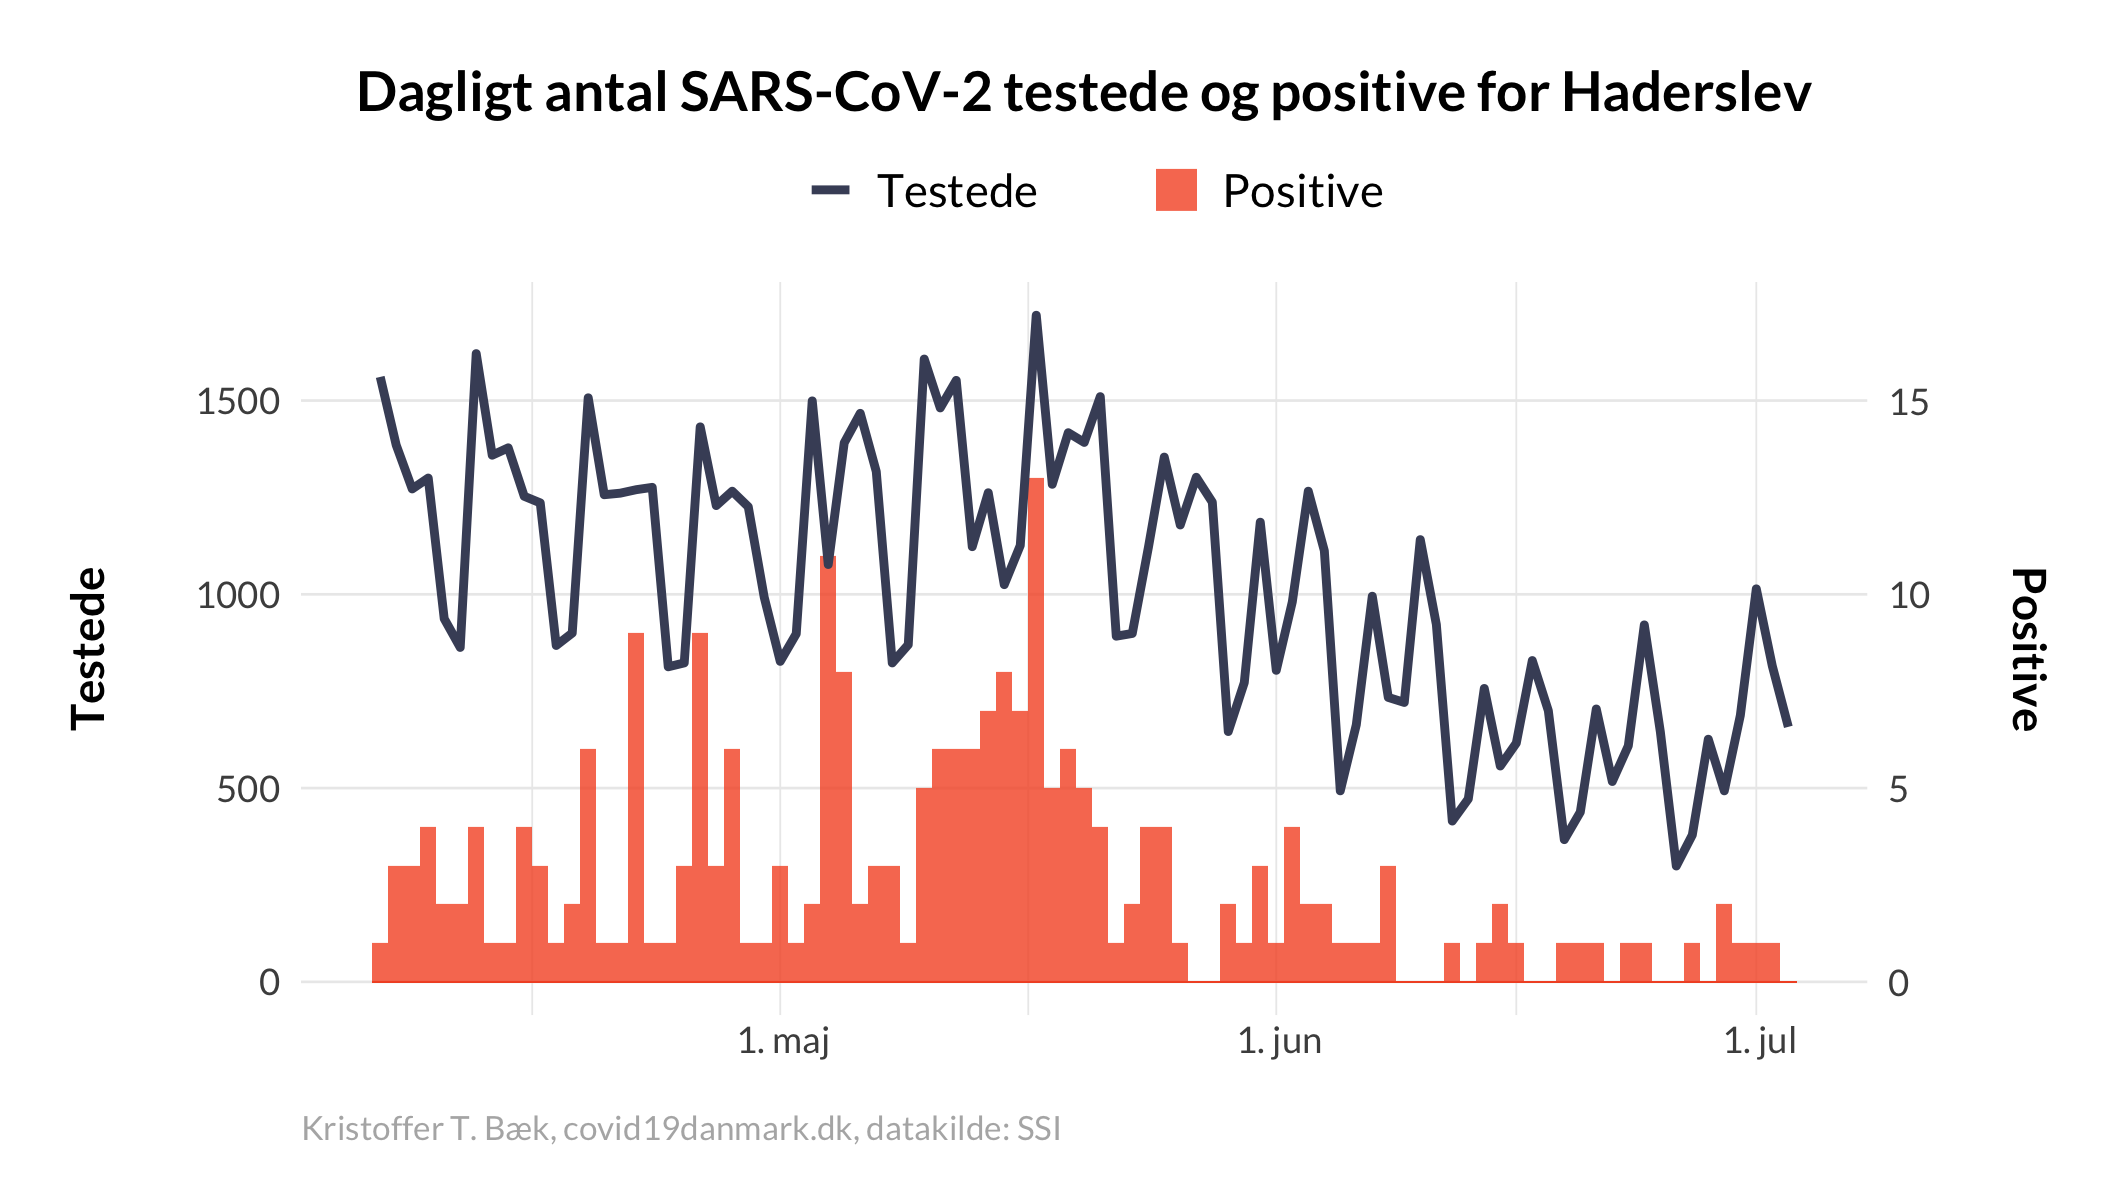 Dagligt antal SARS-CoV-2 testede og positive for Haderslev
Testede
Positive
1500
1000
500
0
Testede
15
10
5
0
Positive
1. maj
1. jun
1. jul
Kristoffer T. Bæk, covid19danmark.dk, datakilde: SSI